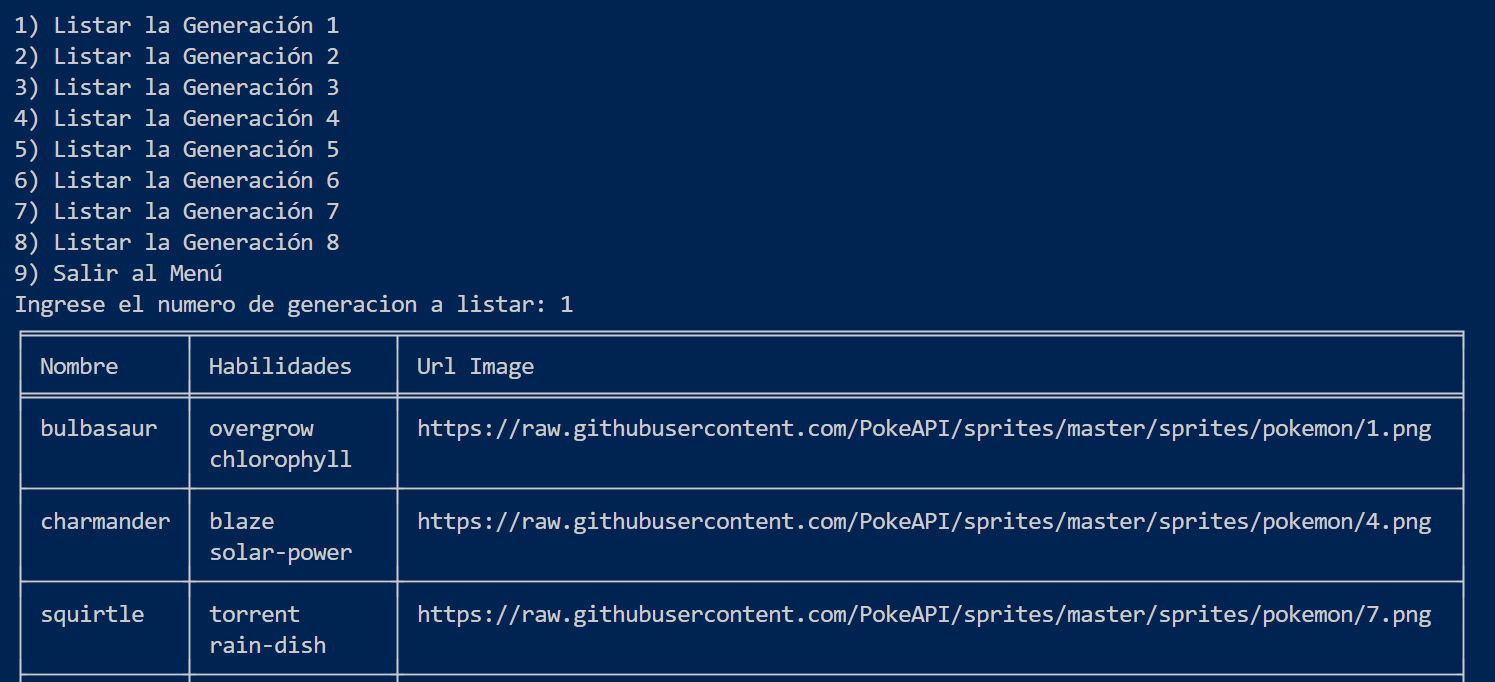 1) Listar la Generación 1
2) Listar la Generación 2
3) Listar la Generación 3
4) Listar la Generación 4
5) Listar la Generación 5
6) Listar la Generación 6
7) Listar la Generación 7
8) Listar la Generación 8
9) Salir al Menú
Ingrese el numero de generacion a listar: 1
Nombre Habilidades Url Image
bulbasaur overgrow https://raw.githubusercontent.com/PokeAPI/sprites/master/sprites/pokemon/1.png
chlorophyll
charmander blaze https://raw.githubusercontent.com/PokeAPI/sprites/master/sprites/pokemon/4.png
solar-power
squirtle torrent https://raw.githubusercontent.com/PokeAPI/sprites/master/sprites/pokemon/7.png
rain-dish